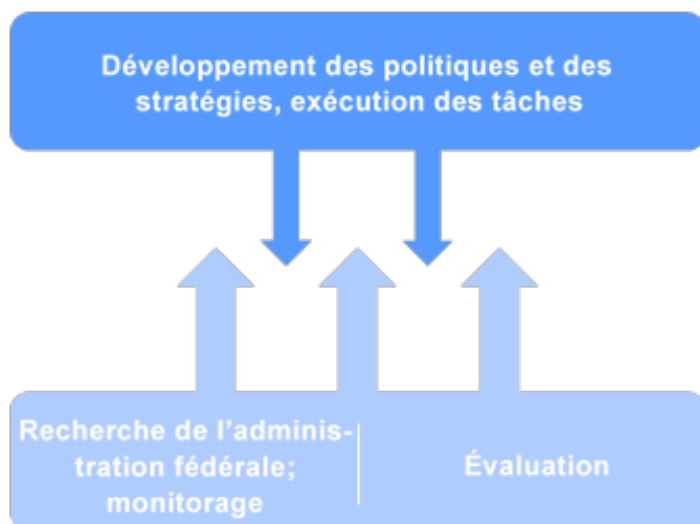 Développement des politiques et des
stratégies, exécution des tâches
Recherche de l'adminis-
tration fédérale;
monitorage
Évaluation